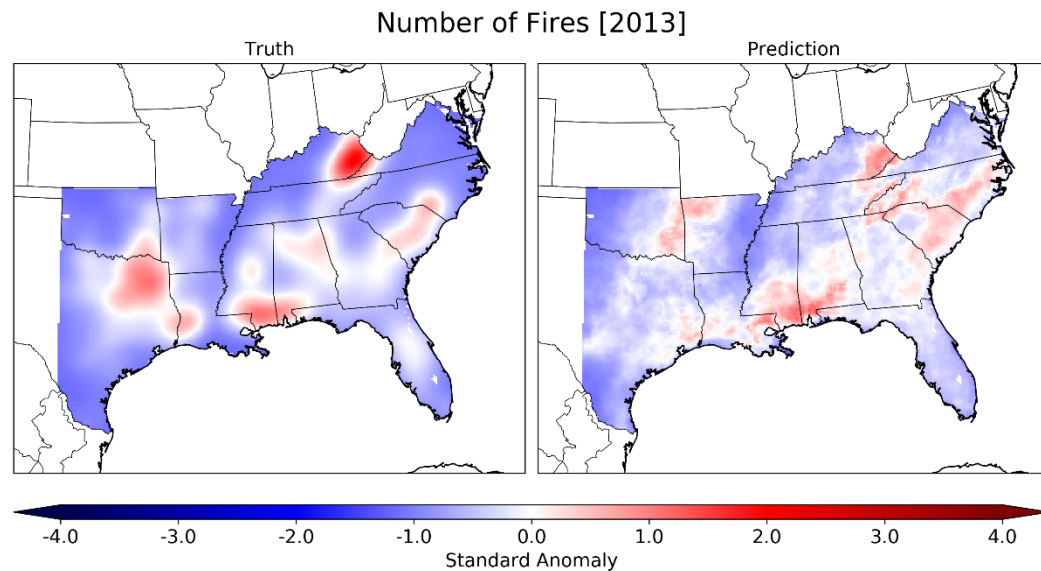 Number of Fires [2013]
Truth
Prediction
-4.0 -3.0 -2.0 -1.0 0.0 1.0 2.0 3.0 4.0
Standard Anomaly